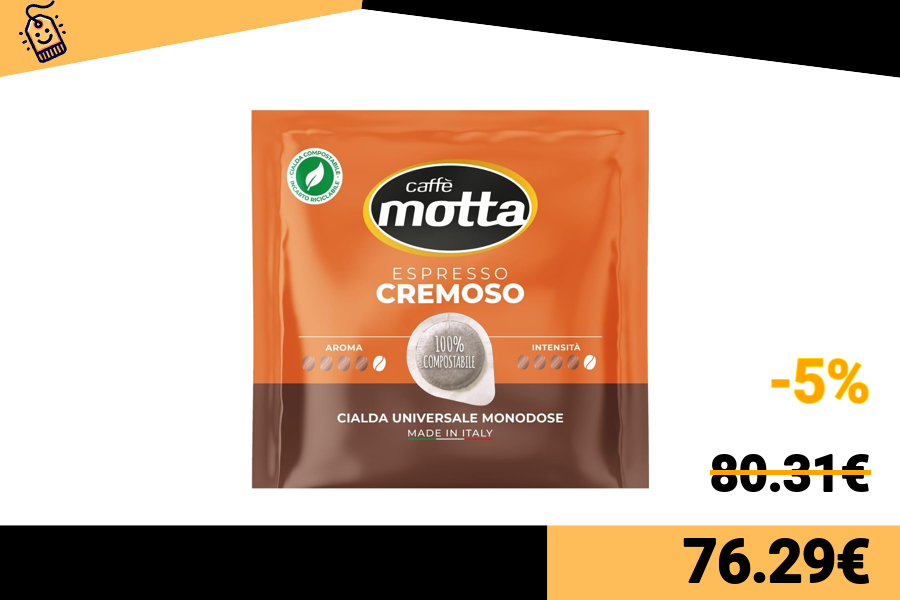 CIALDA COMPOSTABILE
INCARTO RICICLABILE
caffè
motta
ESPRESSO
CREMOSO
AROMA
INTENSITÀ
100%
COMPOSTABILE
CIALDA UNIVERSALE MONODOSE
MADE IN ITALY
-5%
80.31€
76.29€